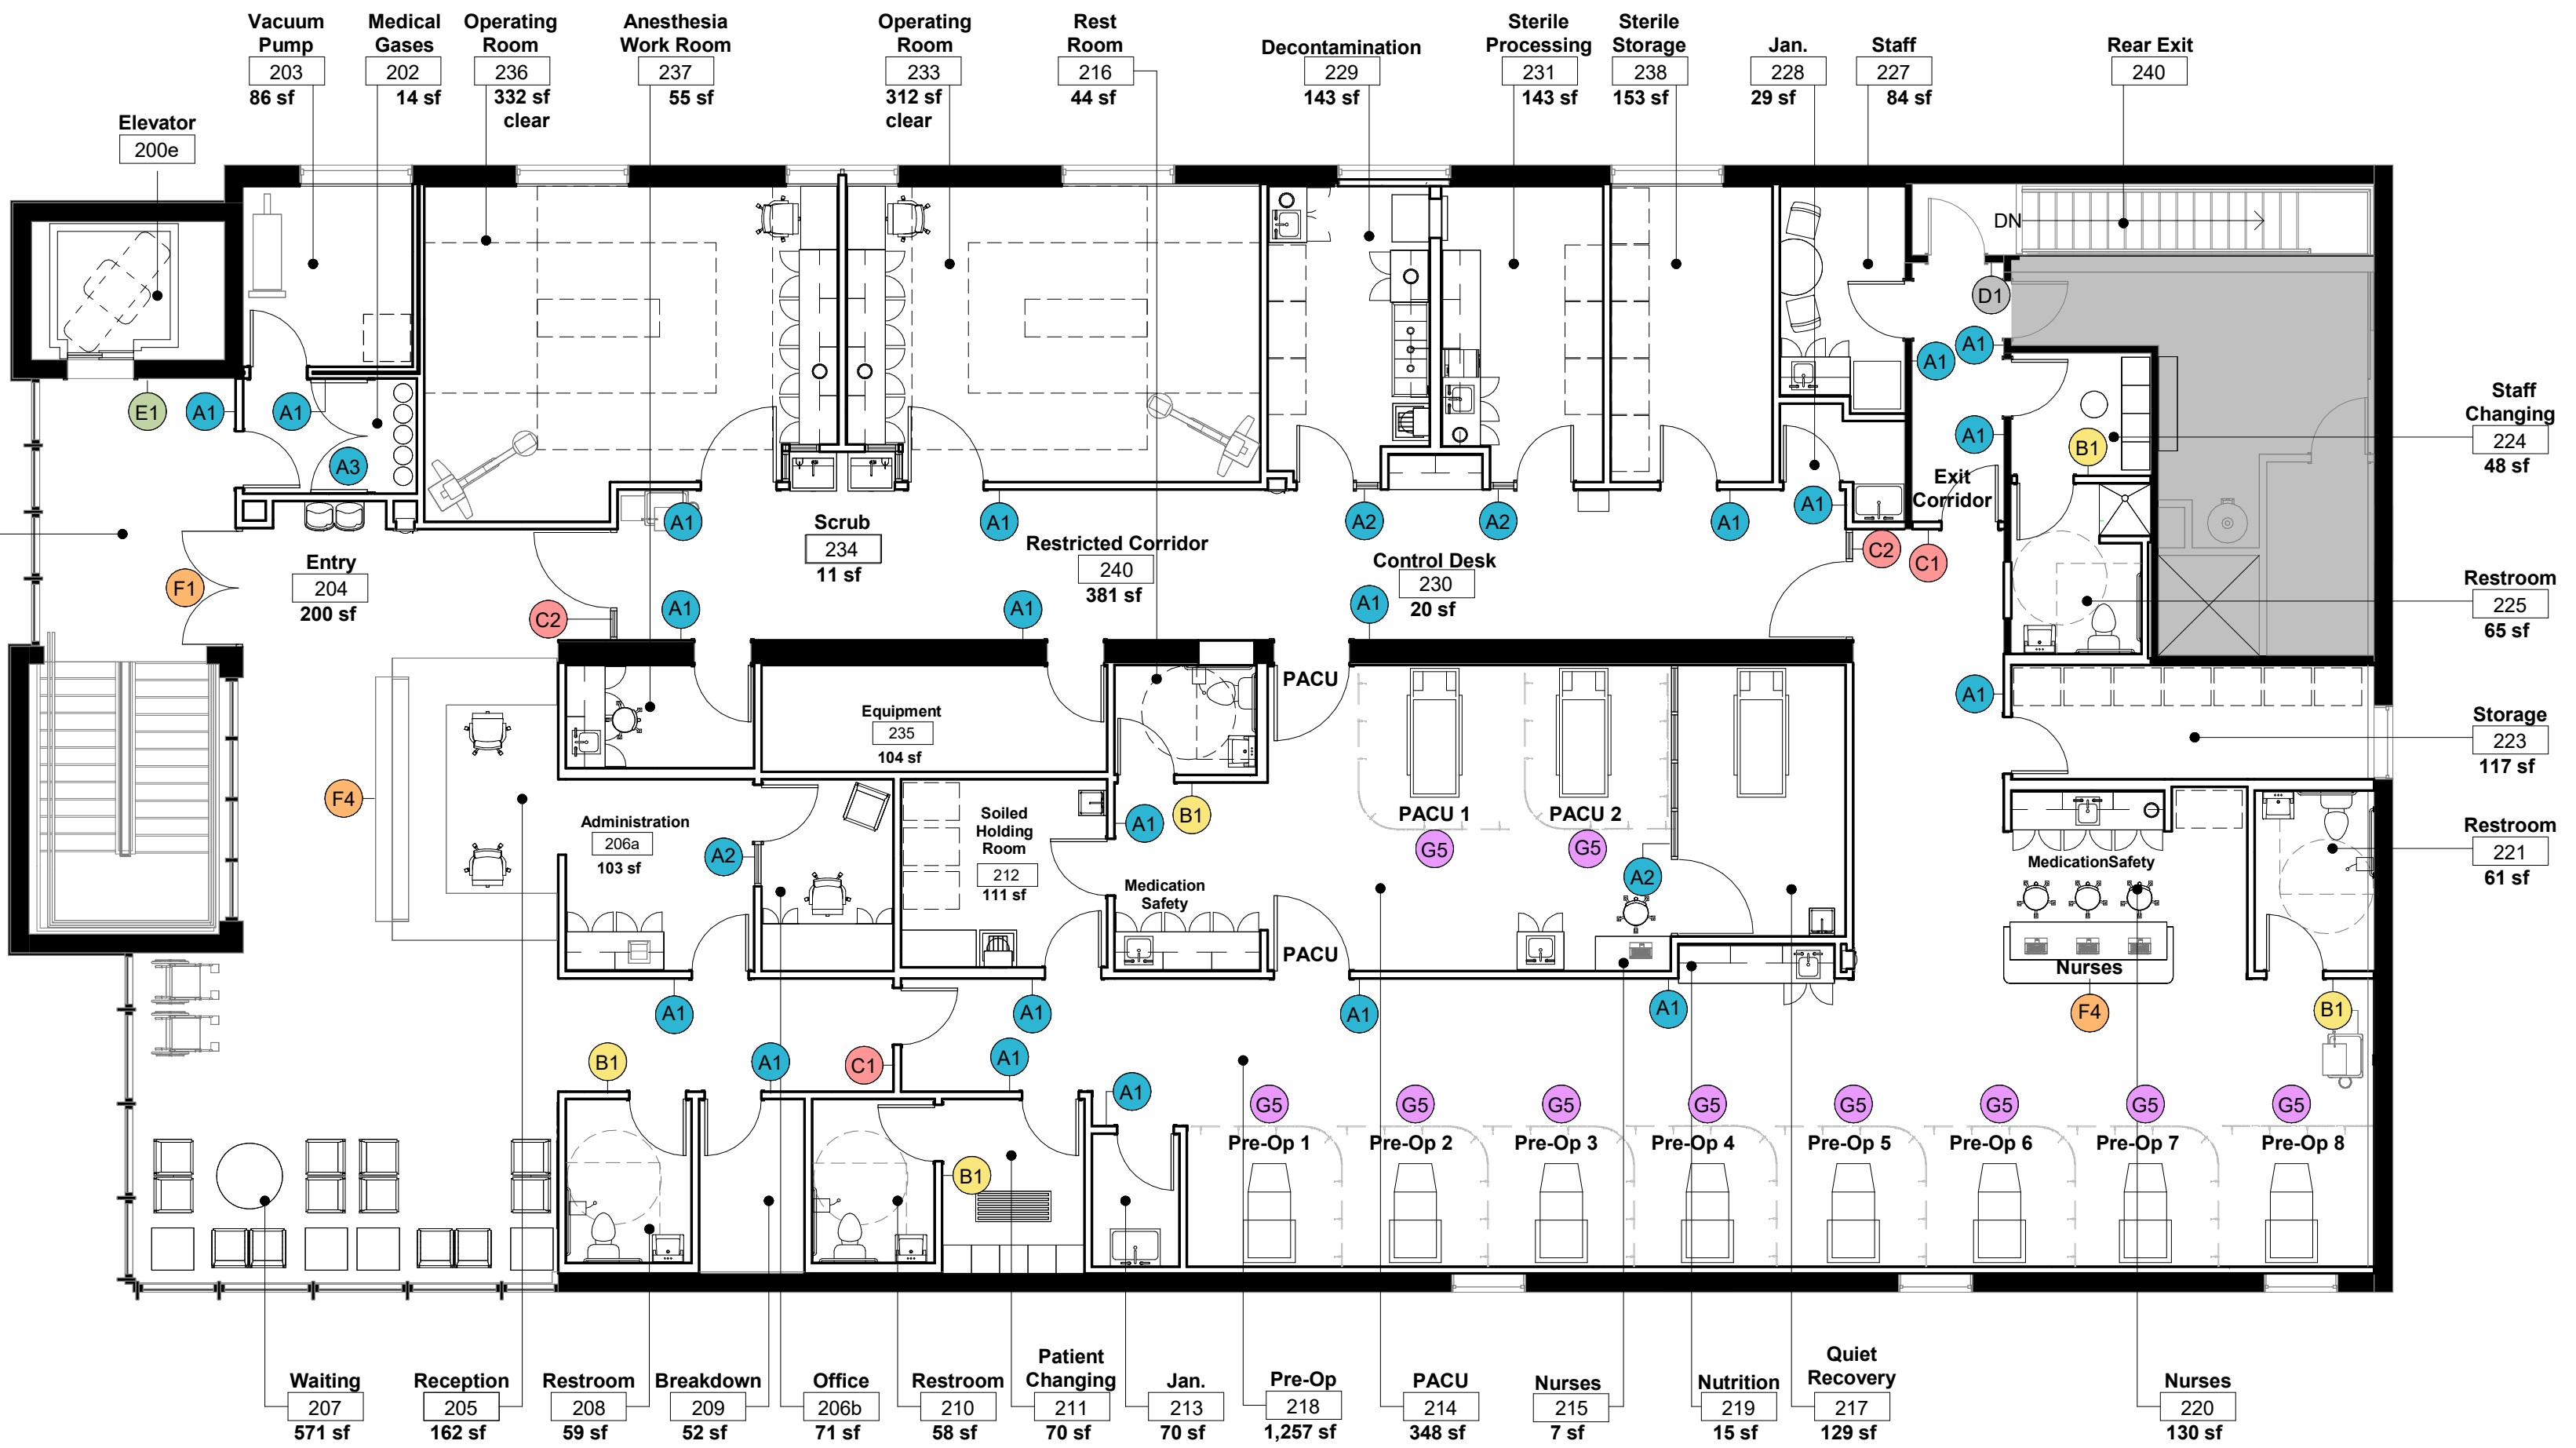 Vacuum
Pump
203
86 sf
Medical
Gases
202
14 sf
Operating
Room
236
332 sf
clear
Anesthesia
Work Room
237
55 sf
Operating
Room
233
312 sf
clear
Rest
Room
216
44 sf
Decontamination
229
143 sf
Sterile
Processing
231
143 sf
Sterile
Storage
238
153 sf
Jan.
228
29 sf
Staff
227
84 sf
Rear Exit
240
Elevator
200e
DN
D1
A1
A1
E1
A1
A1
A1
A3
B1
Staff
Changing
224
48 sf
Exit
Corridor
A1
A1
A2
A2
A1
A1
Scrub
234
11 sf
Restricted Corridor
240
381 sf
Control Desk
230
20 sf
C2
C1
Entry
204
200 sf
F1
C2
A1
A1
A1
Restroom
225
65 sf
PACU
A1
Equipment
235
104 sf
Storage
223
117 sf
F4
Administration
206a
103 sf
A2
Soiled
Holding
Room
212
111 sf
A1
B1
PACU 1
G5
PACU 2
G5
A2
Medication
Safety
MedicationSafety
Restroom
221
61 sf
PACU
Nurses
A1
A1
A1
A1
F4
B1
B1
A1
C1
A1
A1
G5
G5
G5
G5
G5
G5
G5
G5
Pre-Op 1
Pre-Op 2
Pre-Op 3
Pre-Op 4
Pre-Op 5
Pre-Op 6
Pre-Op 7
Pre-Op 8
B1
Waiting
207
571 sf
Reception
205
162 sf
Restroom
208
59 sf
Breakdown
209
52 sf
Office
206b
71 sf
Restroom
210
58 sf
Patient
Changing
211
70 sf
Jan.
213
70 sf
Pre-Op
218
1,257 sf
PACU
214
348 sf
Nurses
215
7 sf
Nutrition
219
15 sf
Quiet
Recovery
217
129 sf
Nurses
220
130 sf